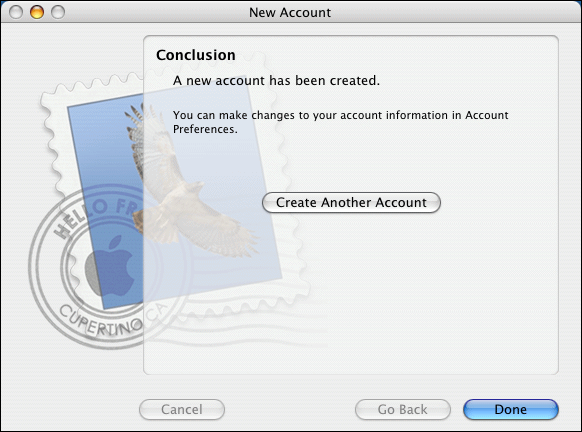 New Account
Conclusion
A new account has been created.
You can make changes to your account information in Account
Preferences.
Create Another Account
HELLO FR
CUPERTINO CA
Cancel
Go Back
Done